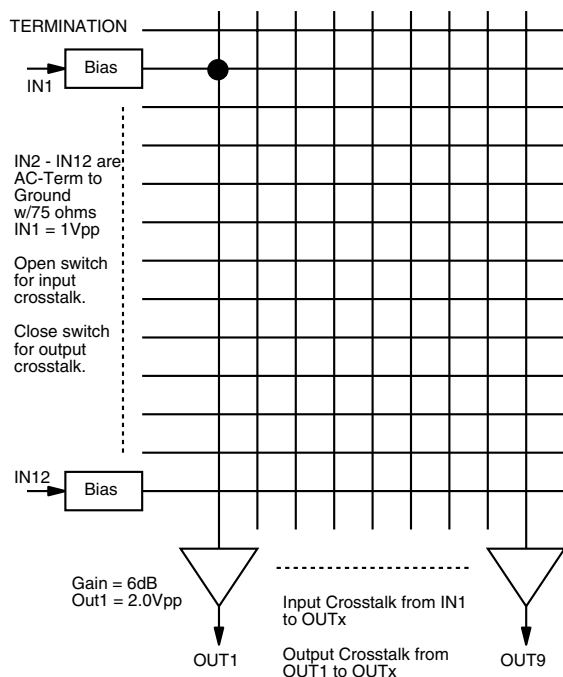 TERMINATION
Bias
IN1
IN2 - IN12 are
AC-Term to
Ground
w/75 ohms
IN1 = 1Vpp
Open switch
for input
crosstalk.
Close switch
for output
crosstalk.
IN12
Bias
Gain = 6dB
Out1 = 2.0Vpp
Input Crosstalk from IN1
to OUTx
OUT1
Output Crosstalk from
OUT1 to OUTx
OUT9